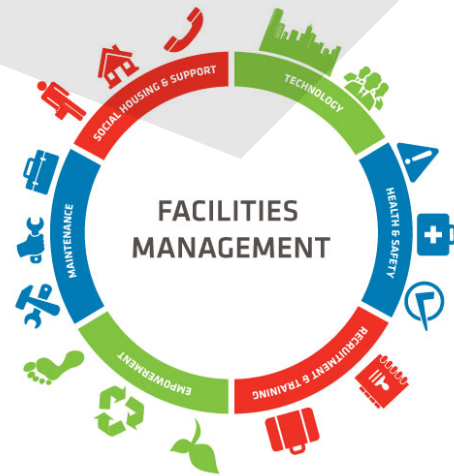 FACILITIES
MANAGEMENT
SOCIAL HOUSING & SUPPORT
TECHNOLOGY
HEALTH & SAFETY
RECRUITMENT & TRAINING
EMPOWERMENT
MAINTENANCE